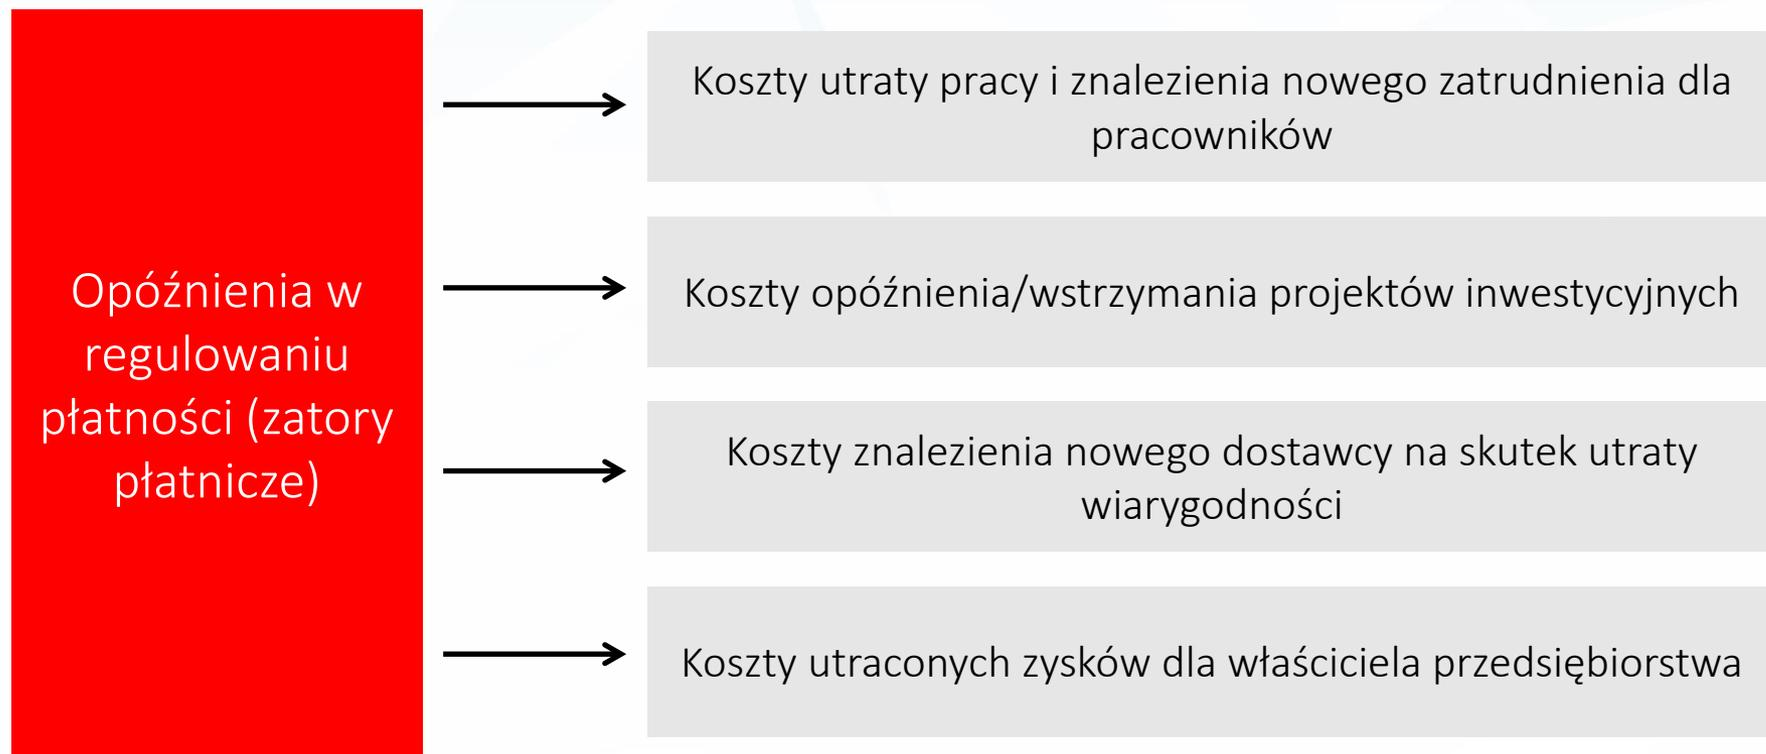 Opóźnienia w
regulowaniu
płatności (zatory
płatnicze)
Koszty utraty pracy i znalezienia nowego zatrudnienia dla
pracowników
Koszty opóźnienia/wstrzymania projektów inwestycyjnych
Koszty znalezienia nowego dostawcy na skutek utraty
wiarygodności
Koszty utraconych zysków dla właściciela przedsiębiorstwa